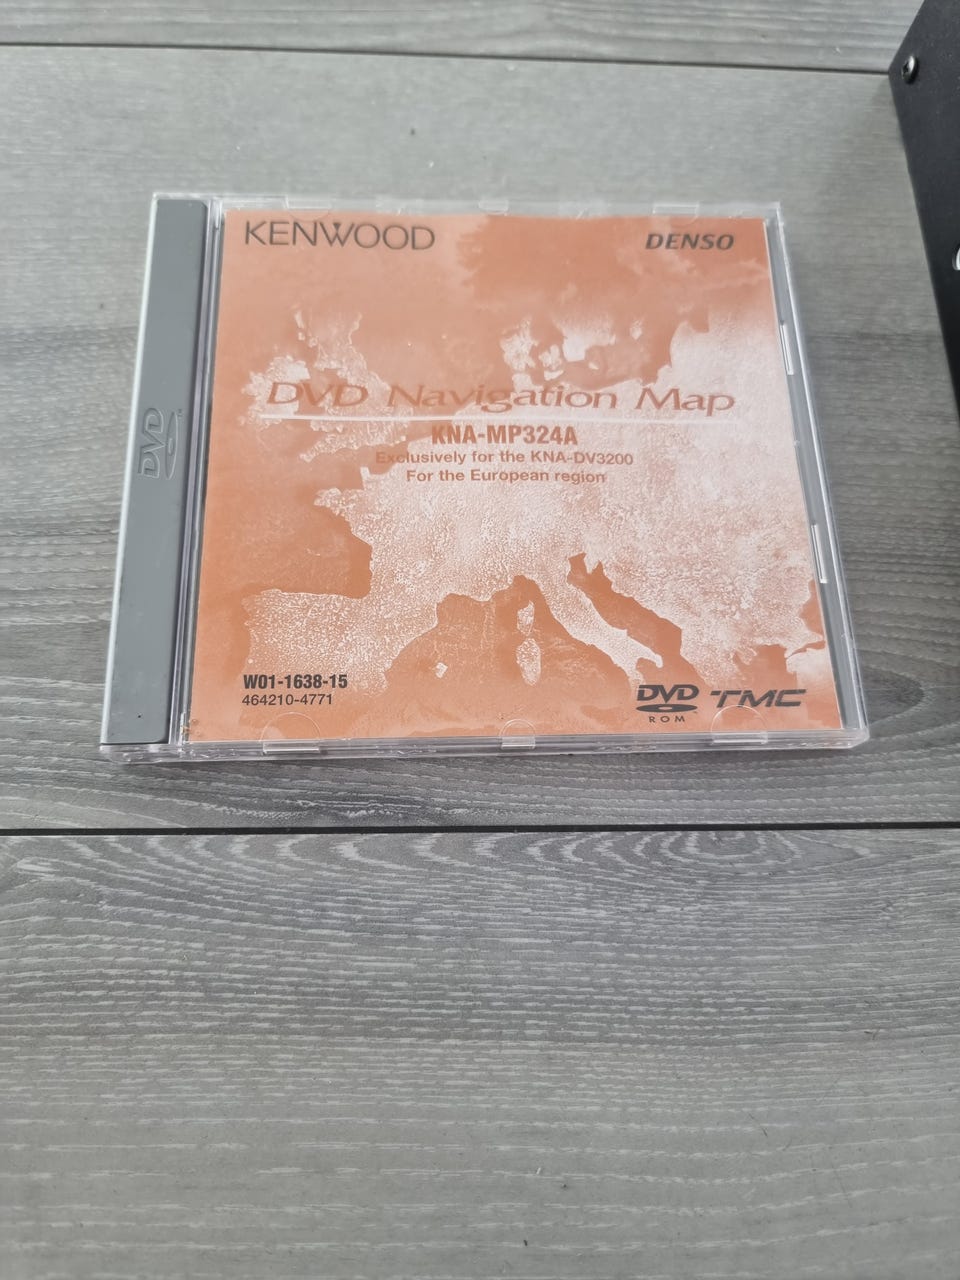 KENWOOD
DENSO
DVD Navigation Map
KNA-MP324A
Exclusively for the KNA-DV3200
For the European region
W01-1638-15
464210-4771
DVD
ROM
TMC
DVD